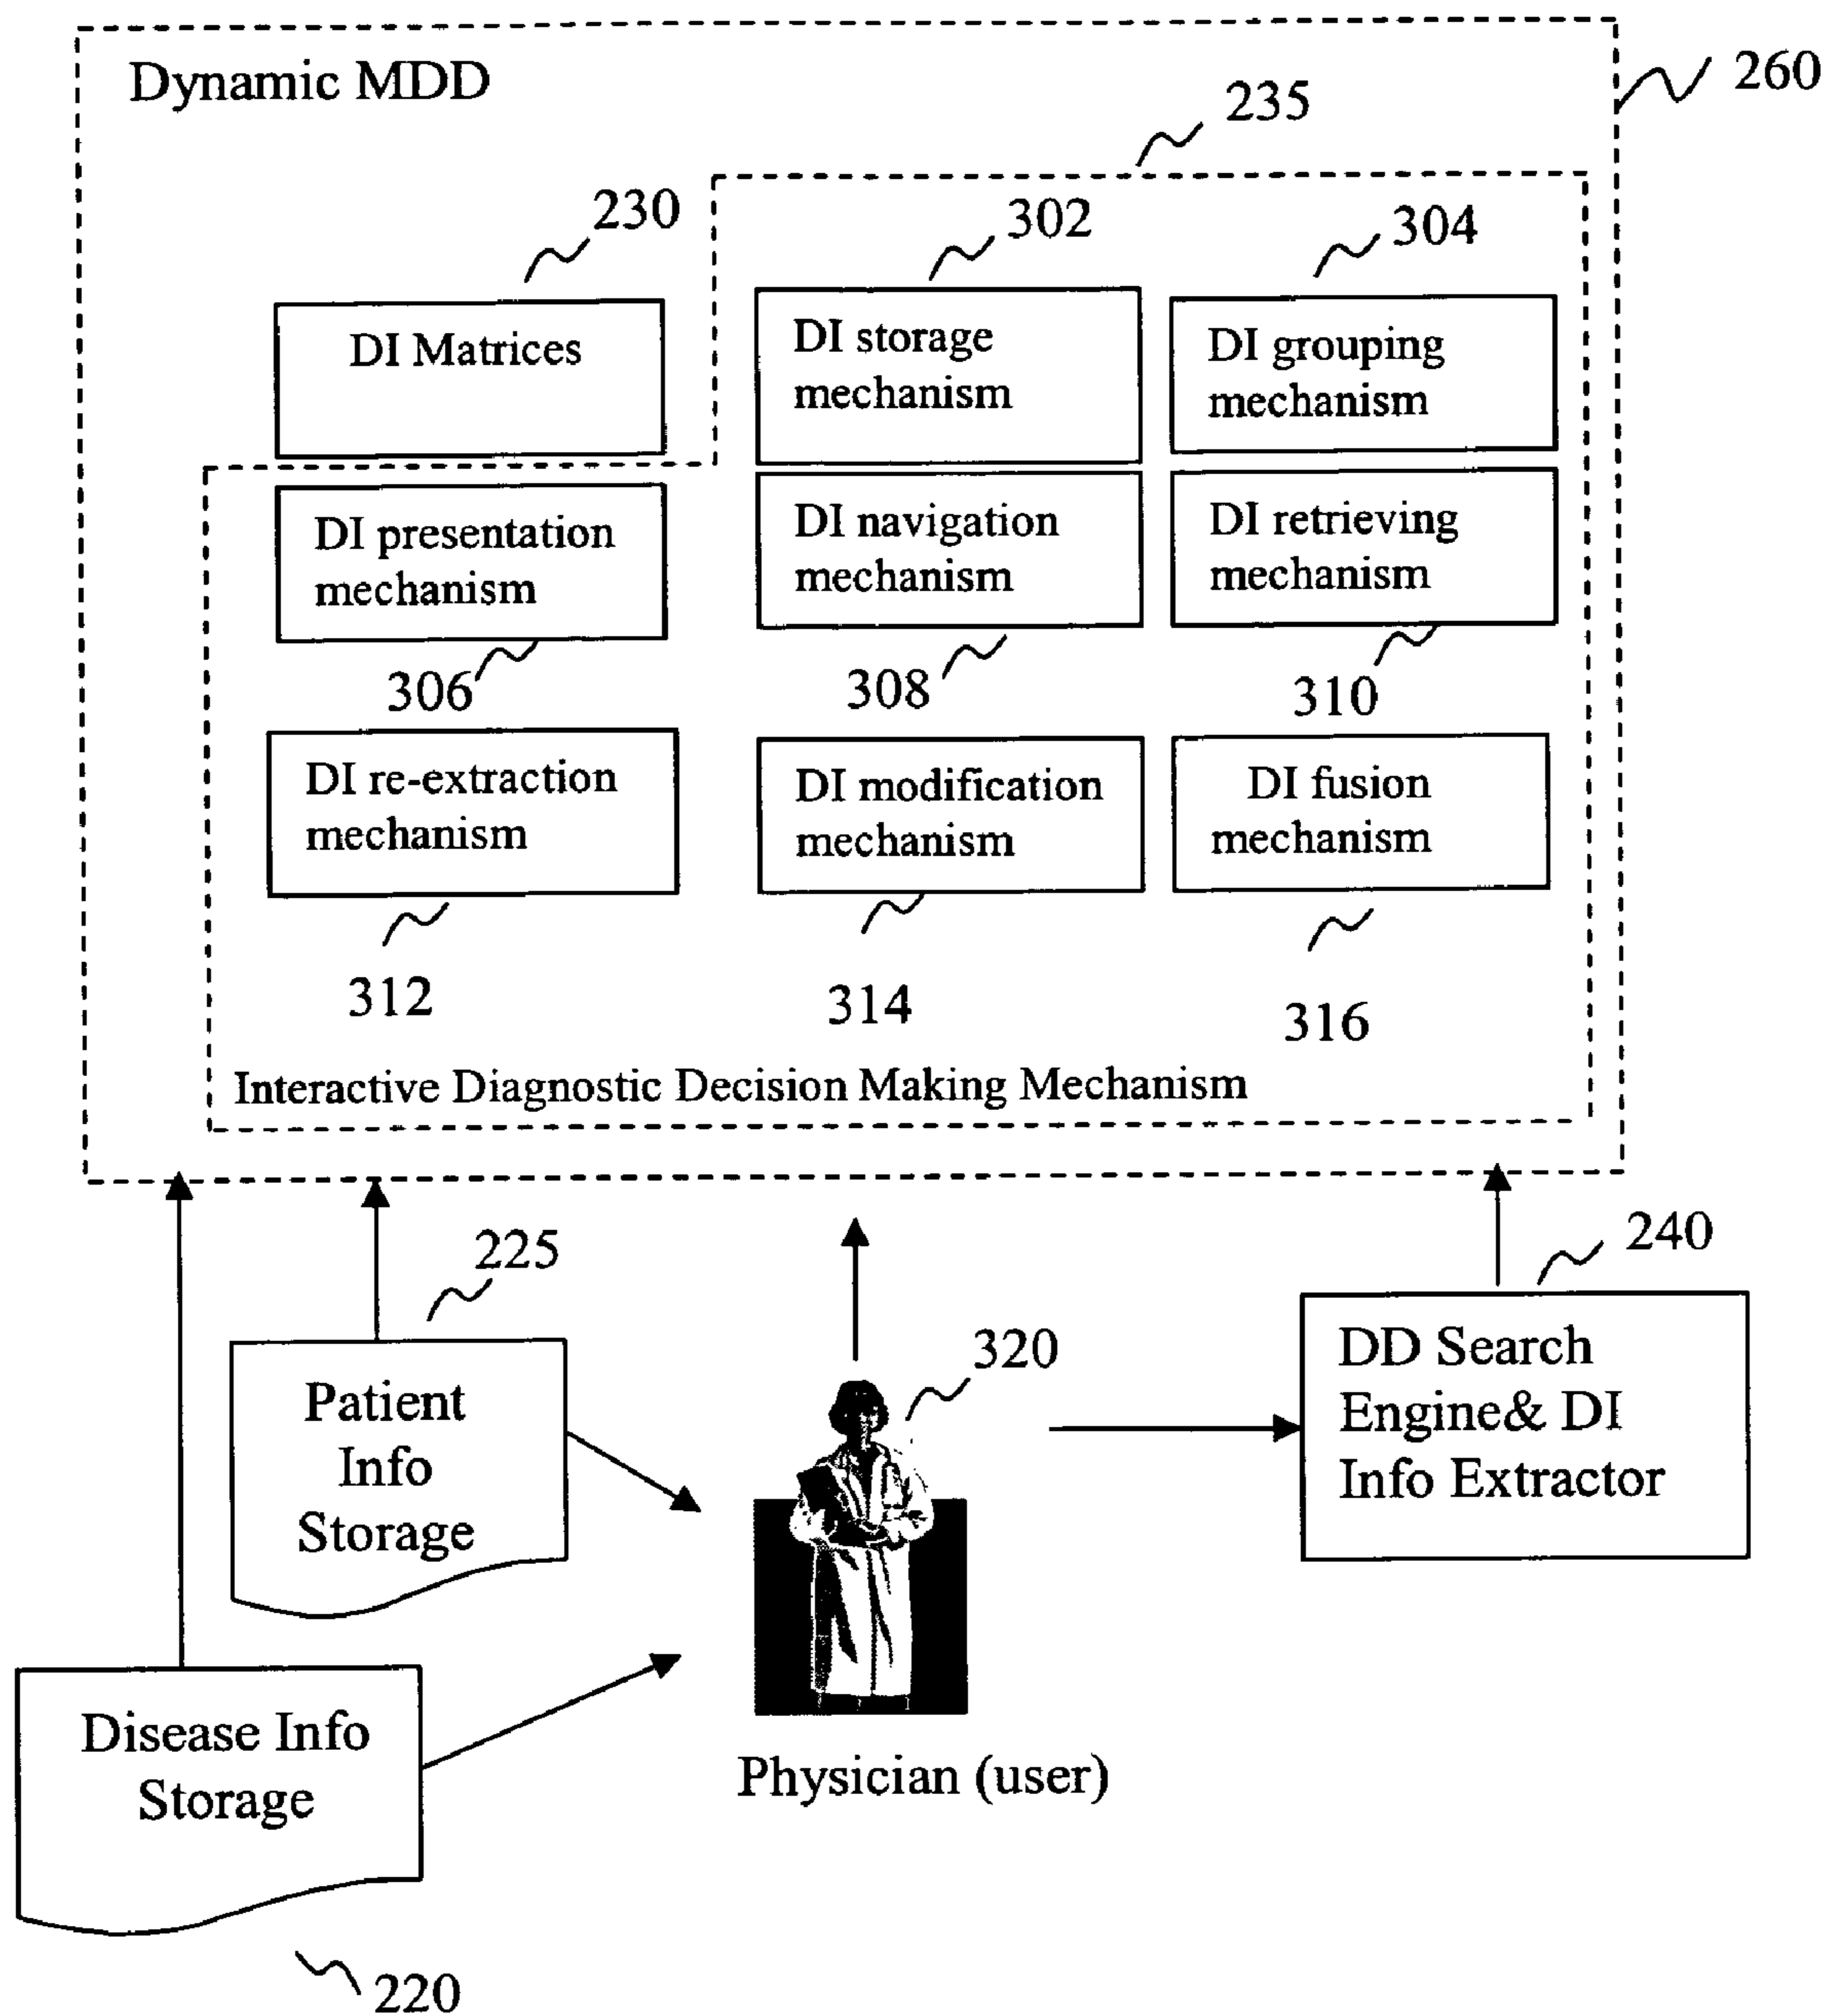 Dynamic MDD
260
235
230
302
304
DI Matrices
DI storage
mechanism
DI grouping
mechanism
DI presentation
mechanism
DI navigation
mechanism
DI retrieving
mechanism
306
308
310
DI re-extraction
mechanism
DI modification
mechanism
DI fusion
mechanism
312
314
316
Interactive Diagnostic Decision Making Mechanism
225
240
Patient
Info
Storage
320
DD Search
Engine& DI
Info Extractor
Disease Info
Storage
Physician (user)
220